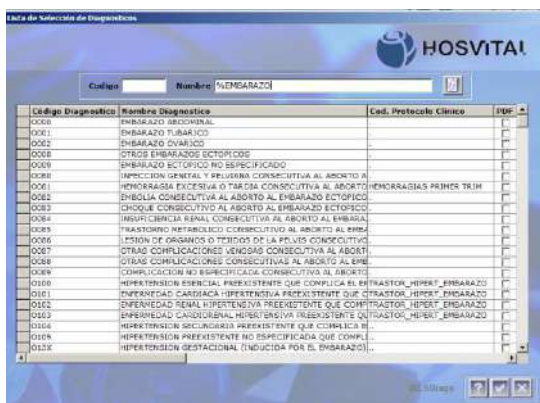 Lista de Selección de Diagnosticos
HOSVITAL
Codigo Nombre %EMBARAZO
Código Diagnostico Nombre Diagnostico Cod. Protocolo Clinico PDF
O000 EMBARAZO ABDOMINAL
O001 EMBARAZO TUBARICO
O002 EMBARAZO OVARICO
O008 OTROS EMBARAZOS ECTOPICOS
O009 EMBARAZO ECTOPICO NO ESPECIFICADO
O080 INFECCION GENITAL Y PELVIANA CONSECUTIVA AL ABORTO A
O081 HEMORRAGIA EXCESIVA O TARDIA CONSECUTIVA AL ABORTO HEMORRAGIAS PRIMER TRIM
O082 EMBOLIA CONSECUTIVA AL ABORTO AL EMBARAZO ECTOPICO
O083 CHOQUE CONSECUTIVO AL ABORTO AL EMBARAZO ECTOPICO
O084 INSUFICIENCIA RENAL CONSECUTIVA AL ABORTO AL EMBARA
O085 TRASTORNO METABOLICO CONSECUTIVO AL ABORTO AL EMBA
O086 LESION DE ORGANOS O TEJIDOS DE LA PELVIS CONSECUTIVO
O087 OTRAS COMPLICACIONES VENOSAS CONSECUTIVAS AL ABORT
O088 OTRAS COMPLICACIONES CONSECUTIVAS AL ABORTO AL EMB
O089 COMPLICACION NO ESPECIFICADA CONSECUTIVA AL ABORTO
O100 HIPERTENSION ESENCIAL PREEXISTENTE QUE COMPLICA EL E TRASTOR_HIPERT_EMBARAZO
O101 ENFERMEDAD CARDIACA HIPERTENSIVA PREEXISTENTE QUE C TRASTOR_HIPERT_EMBARAZO
O102 ENFERMEDAD RENAL HIPERTENSIVA PREEXISTENTE QUE COMP TRASTOR_HIPERT_EMBARAZO
O103 ENFERMEDAD CARDIORENAL HIPERTENSIVA PREEXISTENTE QU TRASTOR_HIPERT_EMBARAZO
O104 HIPERTENSION SECUNDARIA PREEXISTENTE QUE COMPLICA E
O109 HIPERTENSION PREEXISTENTE NO ESPECIFICADA QUE COMPLI
O13X HIPERTENSION GESTACIONAL (INDUCIDA POR EL EMBARAZO)